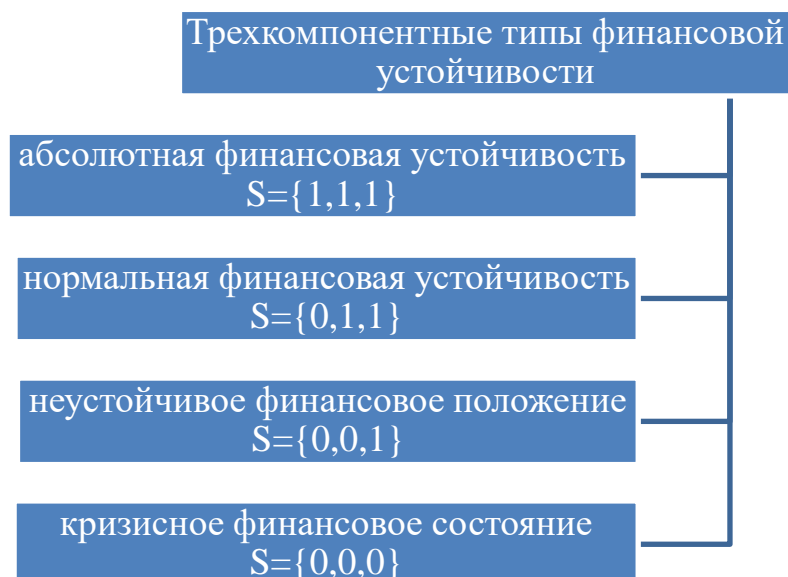 Трехкомпонентные типы финансовой
устойчивости
абсолютная финансовая устойчивость
S={1,1,1}
нормальная финансовая устойчивость
S={0,1,1}
неустойчивое финансовое положение
S={0,0,1}
кризисное финансовое состояние
S={0,0,0}